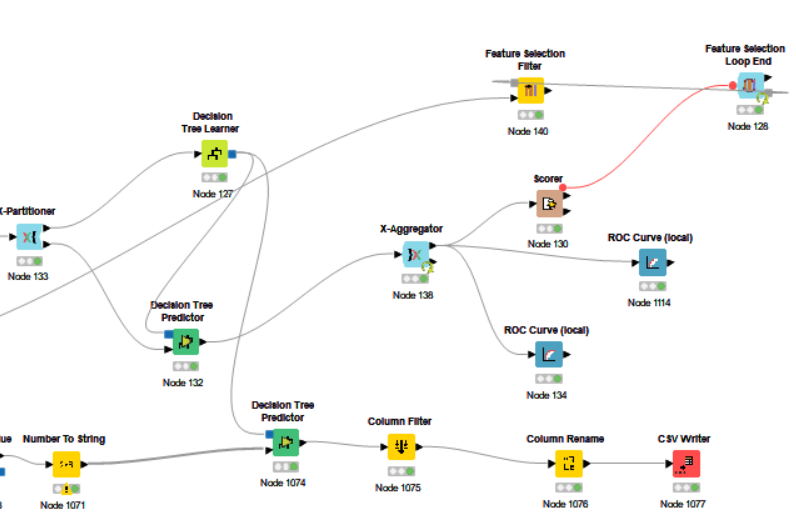 Feature Selection
Filter
Node 140
Feature Selection
Loop End
Node 128
Decision
Tree Learner
Node 127
X-Partitioner
Node 133
Scorer
Node 130
X-Aggregator
Node 138
ROC Curve (local)
Node 1114
Decision Tree
Predictor
Node 132
ROC Curve (local)
Node 134
Decision Tree
Predictor
Node 1074
Column Filter
Node 1075
Column Rename
Node 1076
CSV Writer
Node 1077
Number To String
Node 1071